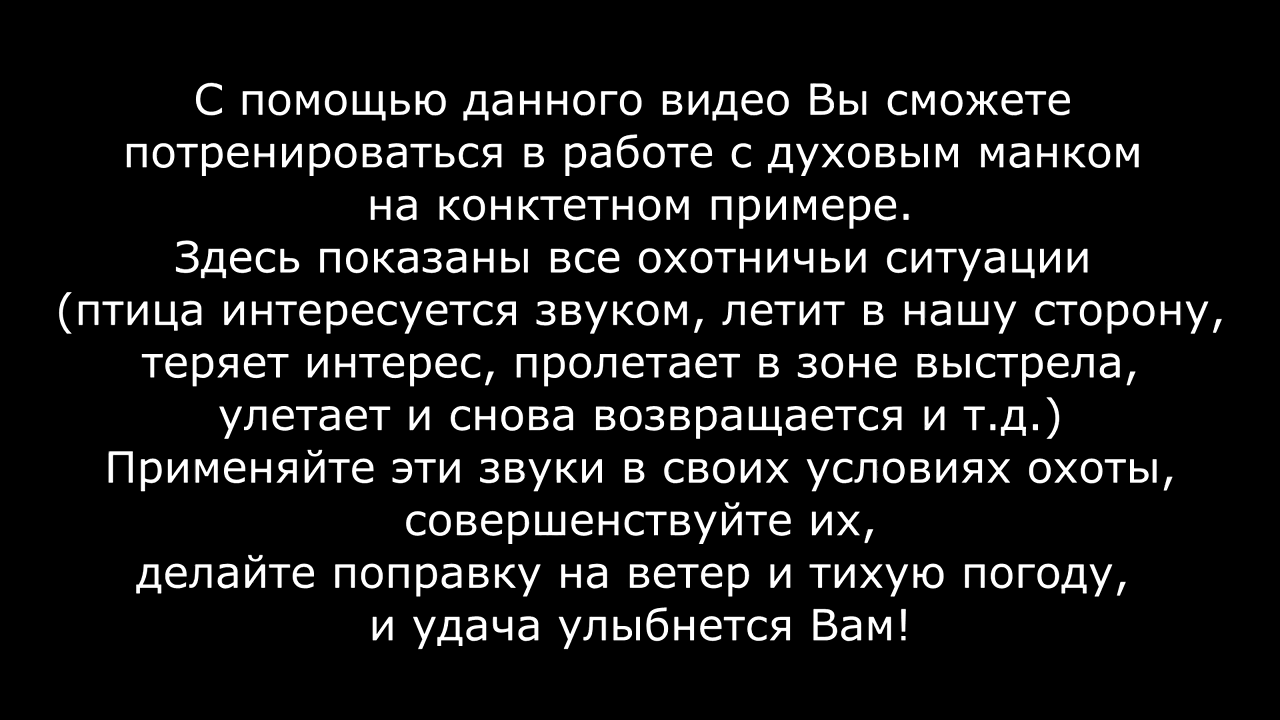 С помощью данного видео Вы сможете
потренироваться в работе с духовым манком
на конктетном примере.
Здесь показаны все охотничьи ситуации
(птица интересуется звуком, летит в нашу сторону,
теряет интерес, пролетает в зоне выстрела,
улетает и снова возвращается и т.д.)
Применяйте эти звуки в своих условиях охоты,
совершенствуйте их,
делайте поправку на ветер и тихую погоду,
и удача улыбнется Вам!